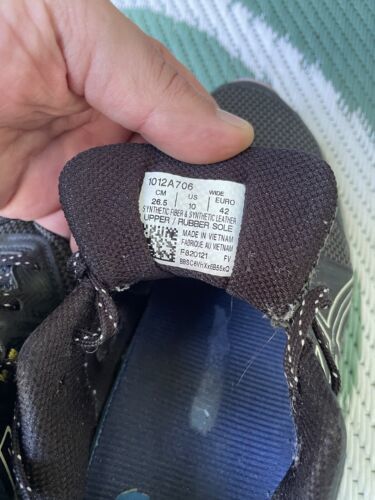 1012A706
CM US WIDE EURO
26.5 10 42
SYNTHETIC FIBER & SYNTHETIC LEATHER
UPPER / RUBBER SOLE
MADE IN VIETNAM
FABRIQUE AU VIETNAM
F820121 FV